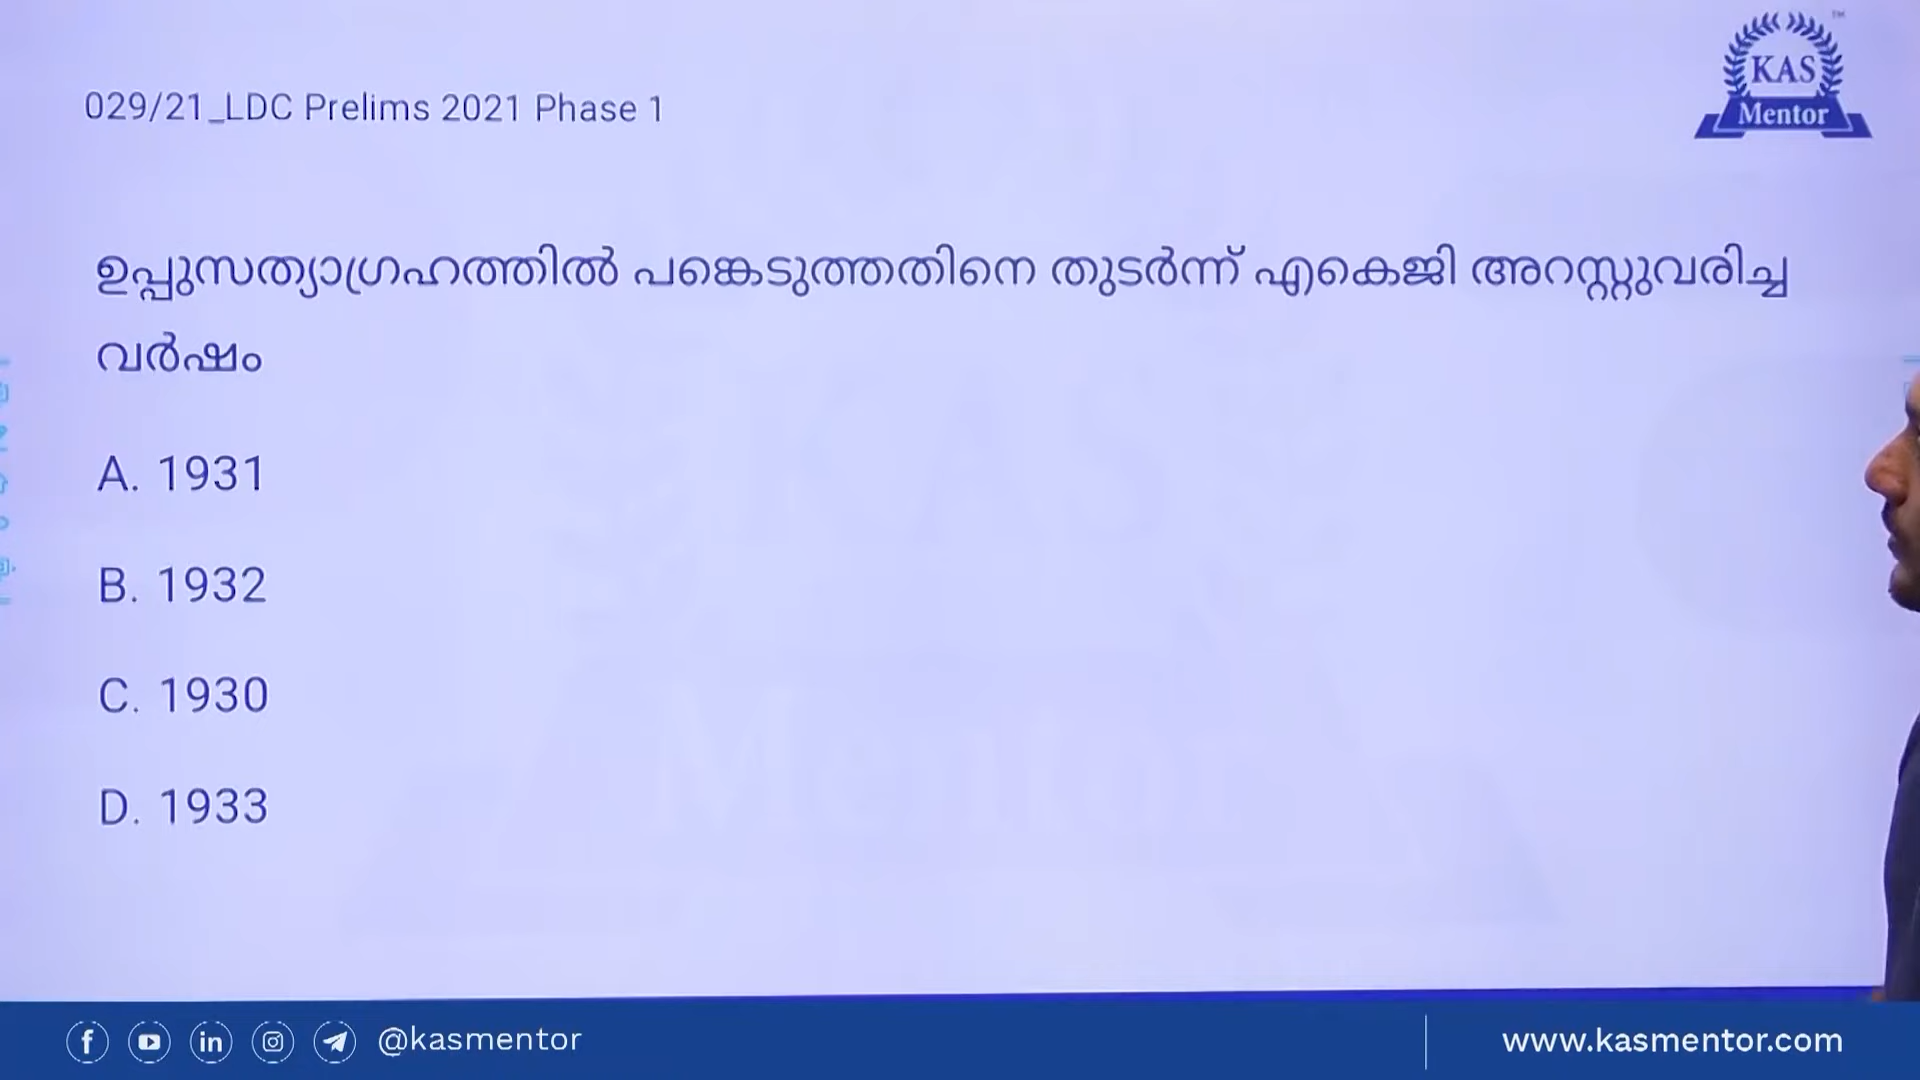 KAS
Mentor
029/21_LDC Prelims 2021 Phase 1
ഉപ്പുസത്യാഗ്രഹത്തിൽ പങ്കെടുത്തതിനെ തുടർന്ന് എകെജി അറസ്റ്റുവരിച്ച
വർഷം
A. 1931
B. 1932
C. 1930
D. 1933
@kasmentor
www.kasmentor.com